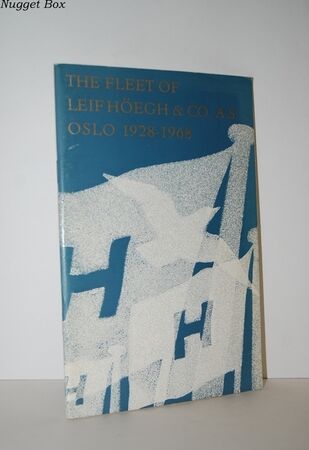 Nugget Box
THE FLEET OF
LEIF HÖEGH & CO A.S.
OSLO 1928-1968
H
H
H
H